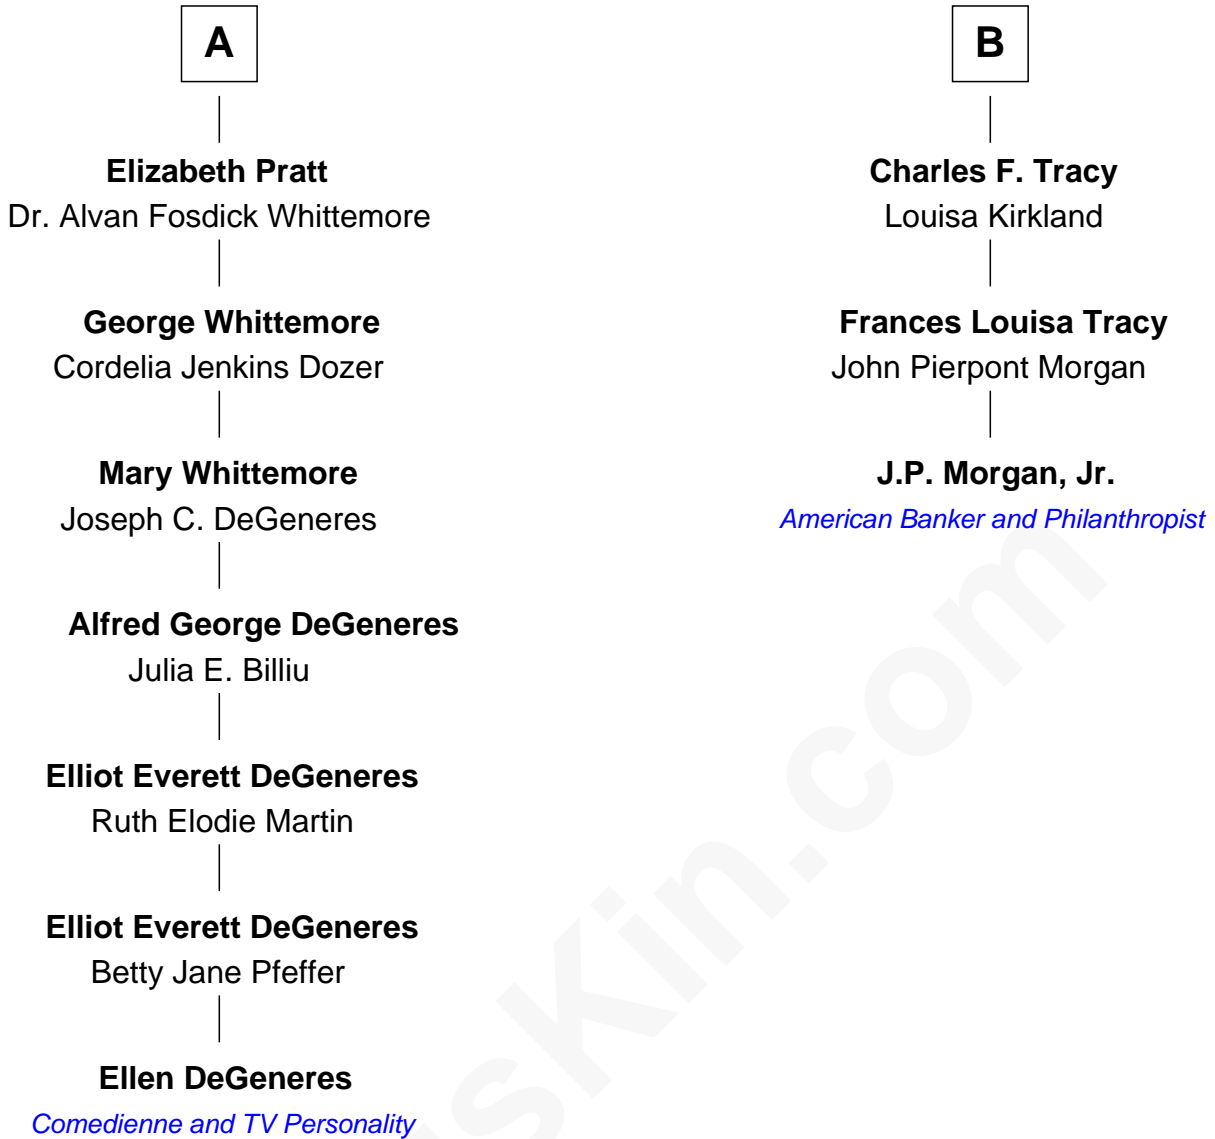 A
Elizabeth Pratt
Dr. Alvan Fosdick Whittemore
George Whittemore
Cordelia Jenkins Dozer
Mary Whittemore
Joseph C. DeGeneres
Alfred George DeGeneres
Julia E. Billiu
Elliot Everett DeGeneres
Ruth Elodie Martin
Elliot Everett DeGeneres
Betty Jane Pfeffer
Ellen DeGeneres
Comedienne and TV Personality
B
Charles F. Tracy
Louisa Kirkland
Frances Louisa Tracy
John Pierpont Morgan
J.P. Morgan, Jr.
American Banker and Philanthropist
usKin.com